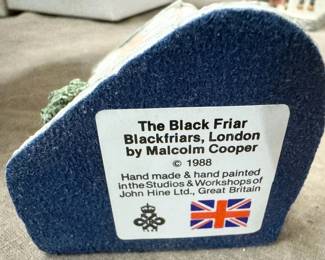 The Black Friar
Blackfriars, London
by Malcolm Cooper
© 1988
Hand made & hand painted
in the Studios & Workshops of
John Hine Ltd., Great Britain